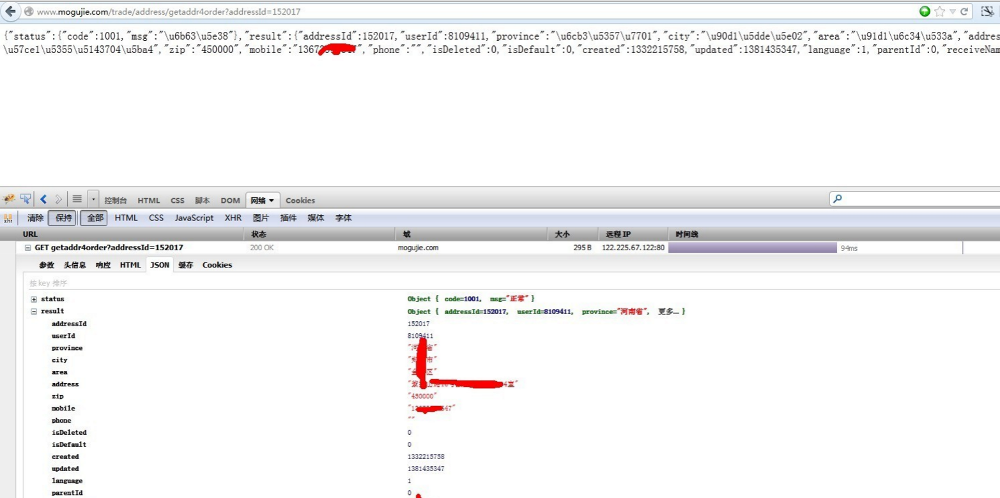 www.mogujie.com/trade/address/getaddr4order?addressId=152017
{"status":{"code":1001,"msg":"\u6b63\u5e38"},"result":{"addressId":152017,"userId":8109411,"province":"\u6cb3\u5357\u7701","city":"\u90d1\u5dde\u5e02","area":"\u91d1\u6c34\u533a","addres
\u57ce1\u5355\u5143704\u5ba4","zip":"450000","mobile":"1367 7","phone":"","isDeleted":0,"isDefault":0,"created":1332215758,"updated":1381435347,"language":1,"parentId":0,"receiveNam
控制台 HTML CSS 脚本 DOM 网络 Cookies
xhr 清除 保持 全部 HTML CSS JavaScript XHR 图片 插件 媒体 字体
URL 状态 域 大小 远程 IP 时间线
GET getaddr4order?addressId=152017 200 OK mogujie.com 295 B 122.225.67.122:80 94ms
参数 头信息 响应 HTML JSON 缓存 Cookies
按 key 排序
status Object { code=1001, msg="正常" }
result Object { addressId=152017, userId=8109411, province="河南省", 更多... }
addressId 152017
userId 8109411
province "河 省"
city " 市"
area "金 区"
address "紫 4室"
zip "450000"
mobile "1 547"
phone ""
isDeleted 0
isDefault 0
created 1332215758
updated 1381435347
language 1
parentId 0